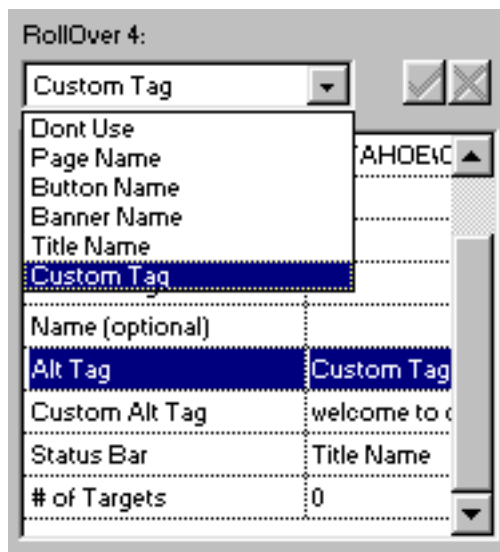 RollOver 4:
Custom Tag
Dont Use
Page Name
Button Name
Banner Name
Title Name
Custom Tag
Name (optional)
Alt Tag Custom Tag
Custom Alt Tag welcome to
Status Bar Title Name
# of Targets 0